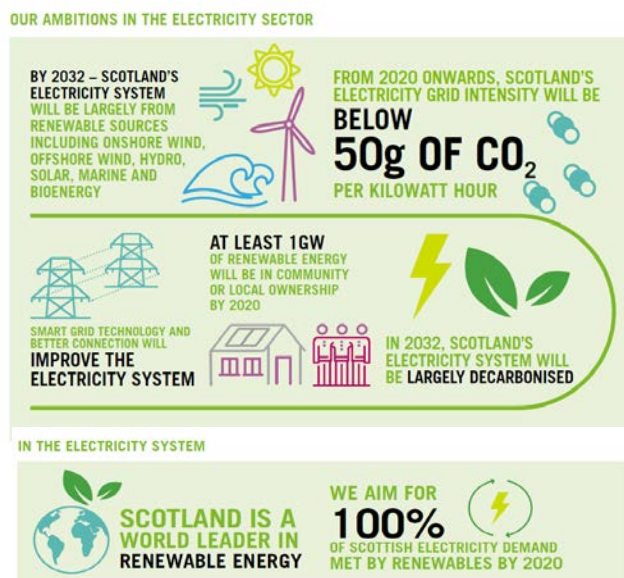 OUR AMBITIONS IN THE ELECTRICITY SECTOR
BY 2032 – SCOTLAND'S
ELECTRICITY SYSTEM
WILL BE LARGELY FROM
RENEWABLE SOURCES
INCLUDING ONSHORE WIND,
OFFSHORE WIND, HYDRO,
SOLAR, MARINE AND
BIOENERGY
FROM 2020 ONWARDS, SCOTLAND'S
ELECTRICITY GRID INTENSITY WILL BE
BELOW
50g OF CO₂
PER KILOWATT HOUR
SMART GRID TECHNOLOGY AND
BETTER CONNECTION WILL
IMPROVE THE
ELECTRICITY SYSTEM
AT LEAST 1GW
OF RENEWABLE ENERGY
WILL BE IN COMMUNITY
OR LOCAL OWNERSHIP
BY 2020
IN 2032, SCOTLAND'S
ELECTRICITY SYSTEM WILL
BE LARGELY DECARBONISED
IN THE ELECTRICITY SYSTEM
SCOTLAND IS A
WORLD LEADER IN
RENEWABLE ENERGY
WE AIM FOR
100%
OF SCOTTISH ELECTRICITY DEMAND
MET BY RENEWABLES BY 2020